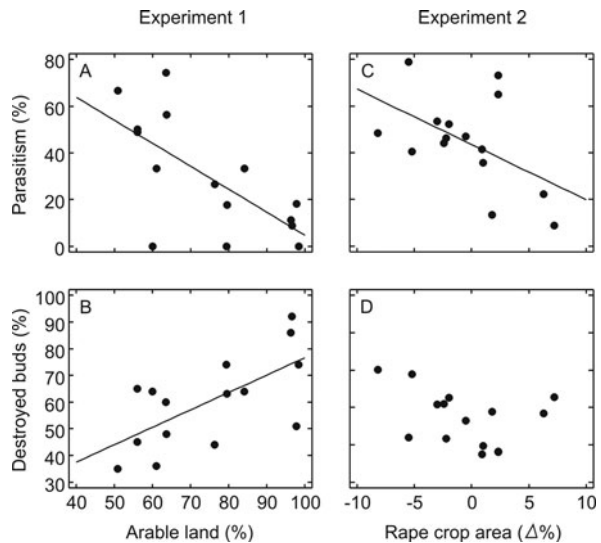 Experiment 1
Experiment 2
A
C
Parasitism (%)
80
60
40
20
0
B
D
Destroyed buds (%)
100
90
80
70
60
50
40
30
40 50 60 70 80 90 100
-10 -5 0 5 10
Arable land (%)
Rape crop area (Δ%)